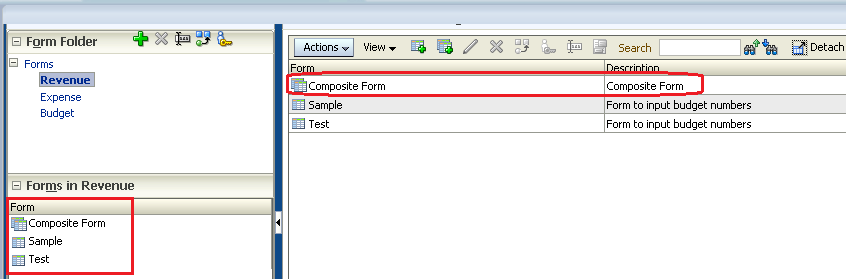 Form Folder
Forms
Revenue
Expense
Budget
Forms in Revenue
Form
Composite Form
Sample
Test
Actions View Search Detach
Form Description
Composite Form Composite Form
Sample Form to input budget numbers
Test Form to input budget numbers